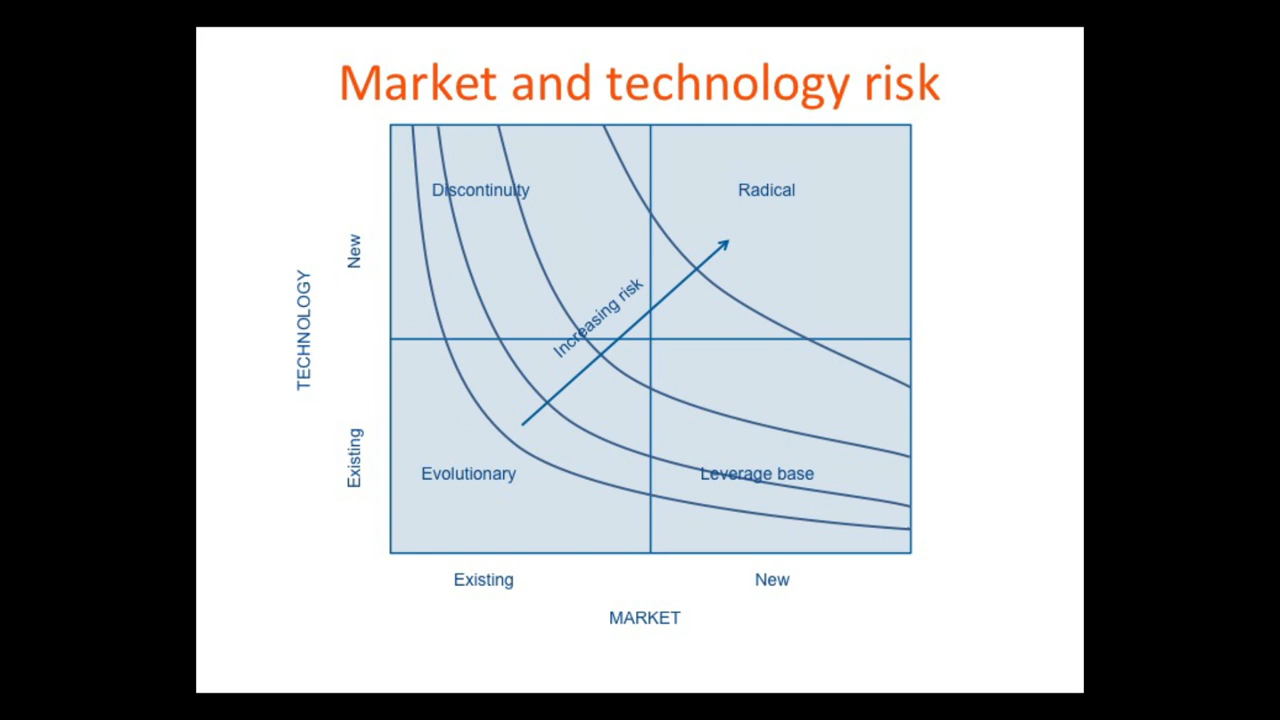 Market and technology risk
Discontinuity
Radical
New
Increasing risk
TECHNOLOGY
Existing
Evolutionary
Leverage base
Existing
New
MARKET